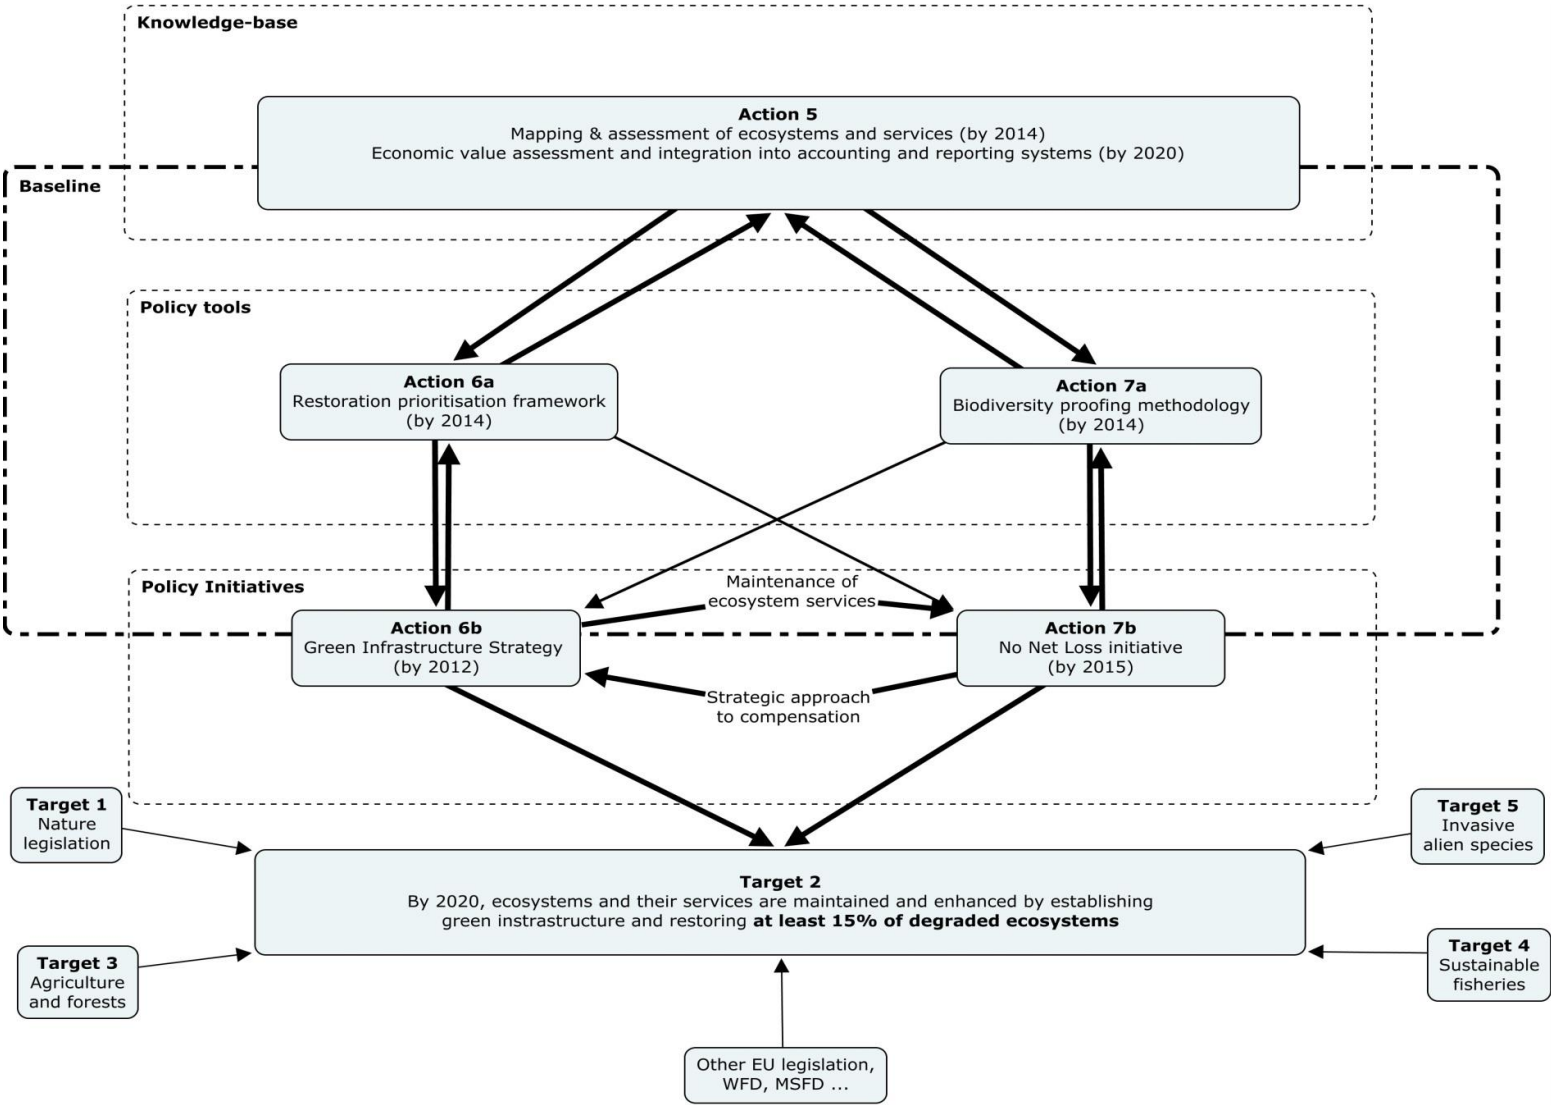 Knowledge-base
Action 5
Mapping & assessment of ecosystems and services (by 2014)
Economic value assessment and integration into accounting and reporting systems (by 2020)
Baseline
Policy tools
Action 6a
Restoration prioritisation framework
(by 2014)
Action 7a
Biodiversity proofing methodology
(by 2014)
Policy Initiatives
Maintenance of
ecosystem services
Action 6b
Green Infrastructure Strategy
(by 2012)
Action 7b
No Net Loss initiative
(by 2015)
Strategic approach
to compensation
Target 1
Nature
legislation
Target 5
Invasive
alien species
Target 2
By 2020, ecosystems and their services are maintained and enhanced by establishing
green instrastructure and restoring at least 15% of degraded ecosystems
Target 3
Agriculture
and forests
Target 4
Sustainable
fisheries
Other EU legislation,
WFD, MSFD ...